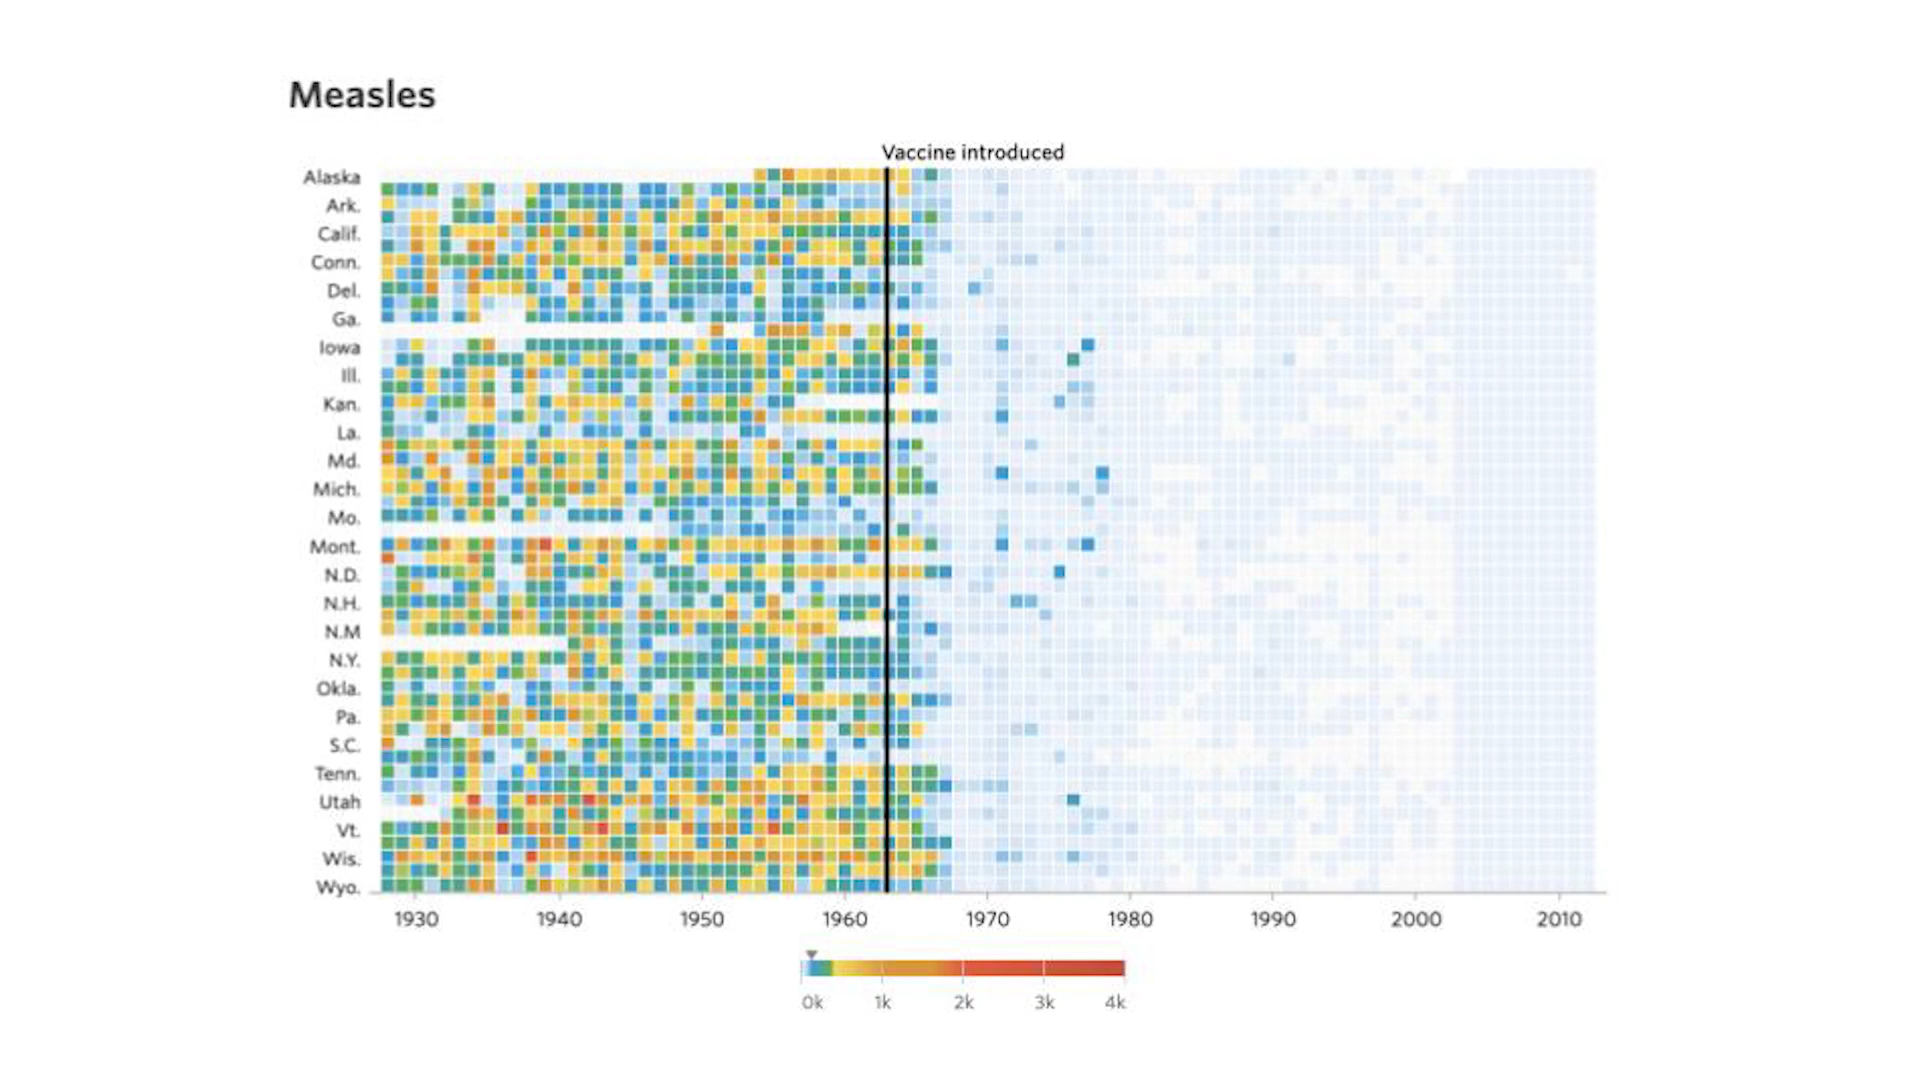 Measles
Vaccine introduced
Alaska
Ark.
Calif.
Conn.
Del.
Ga.
Iowa
Ill.
Kan.
La.
Md.
Mich.
Mo.
Mont.
N.D.
N.H.
N.M
N.Y.
Okla.
Pa.
S.C.
Tenn.
Utah
Vt.
Wis.
Wyo.
1930 1940 1950 1960 1970 1980 1990 2000 2010
0k 1k 2k 3k 4k